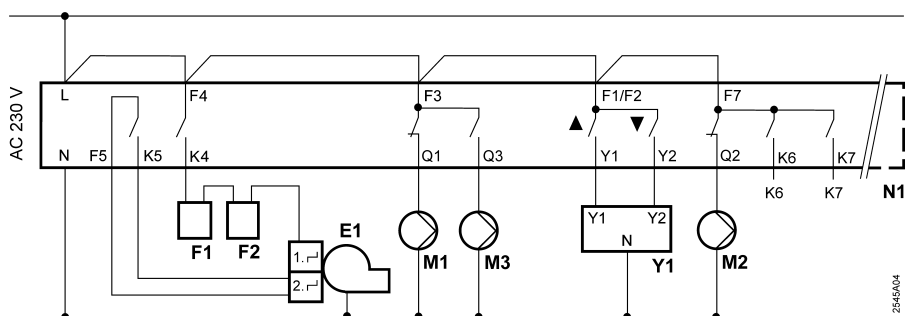 AC 230 V
L F4 F3 F1/F2 F7
N F5 K5 K4 Q1 Q3 Y1 Y2 Q2 K6 K7
K6 K7 N1
F1 F2 E1 M1 M3 Y1 Y2 M2
1. N Y1
2.
2545A04